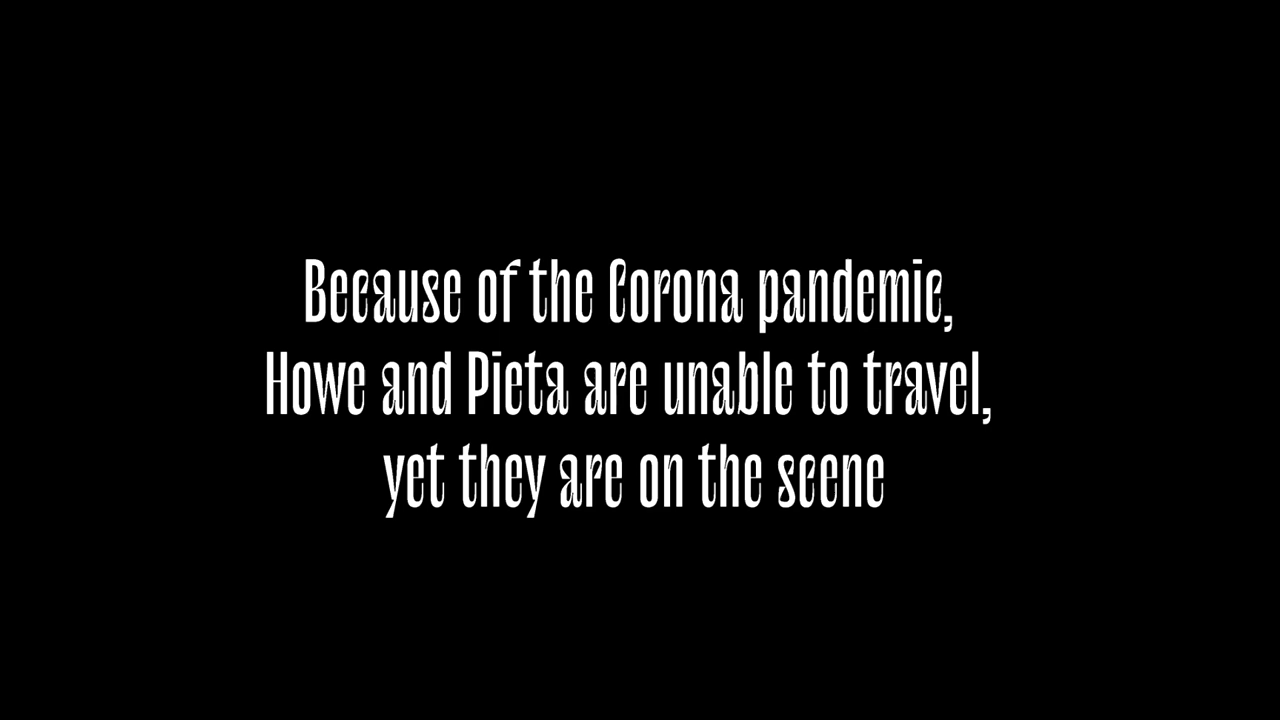 Because of the Corona pandemic,
Howe and Pieta are unable to travel,
yet they are on the scene